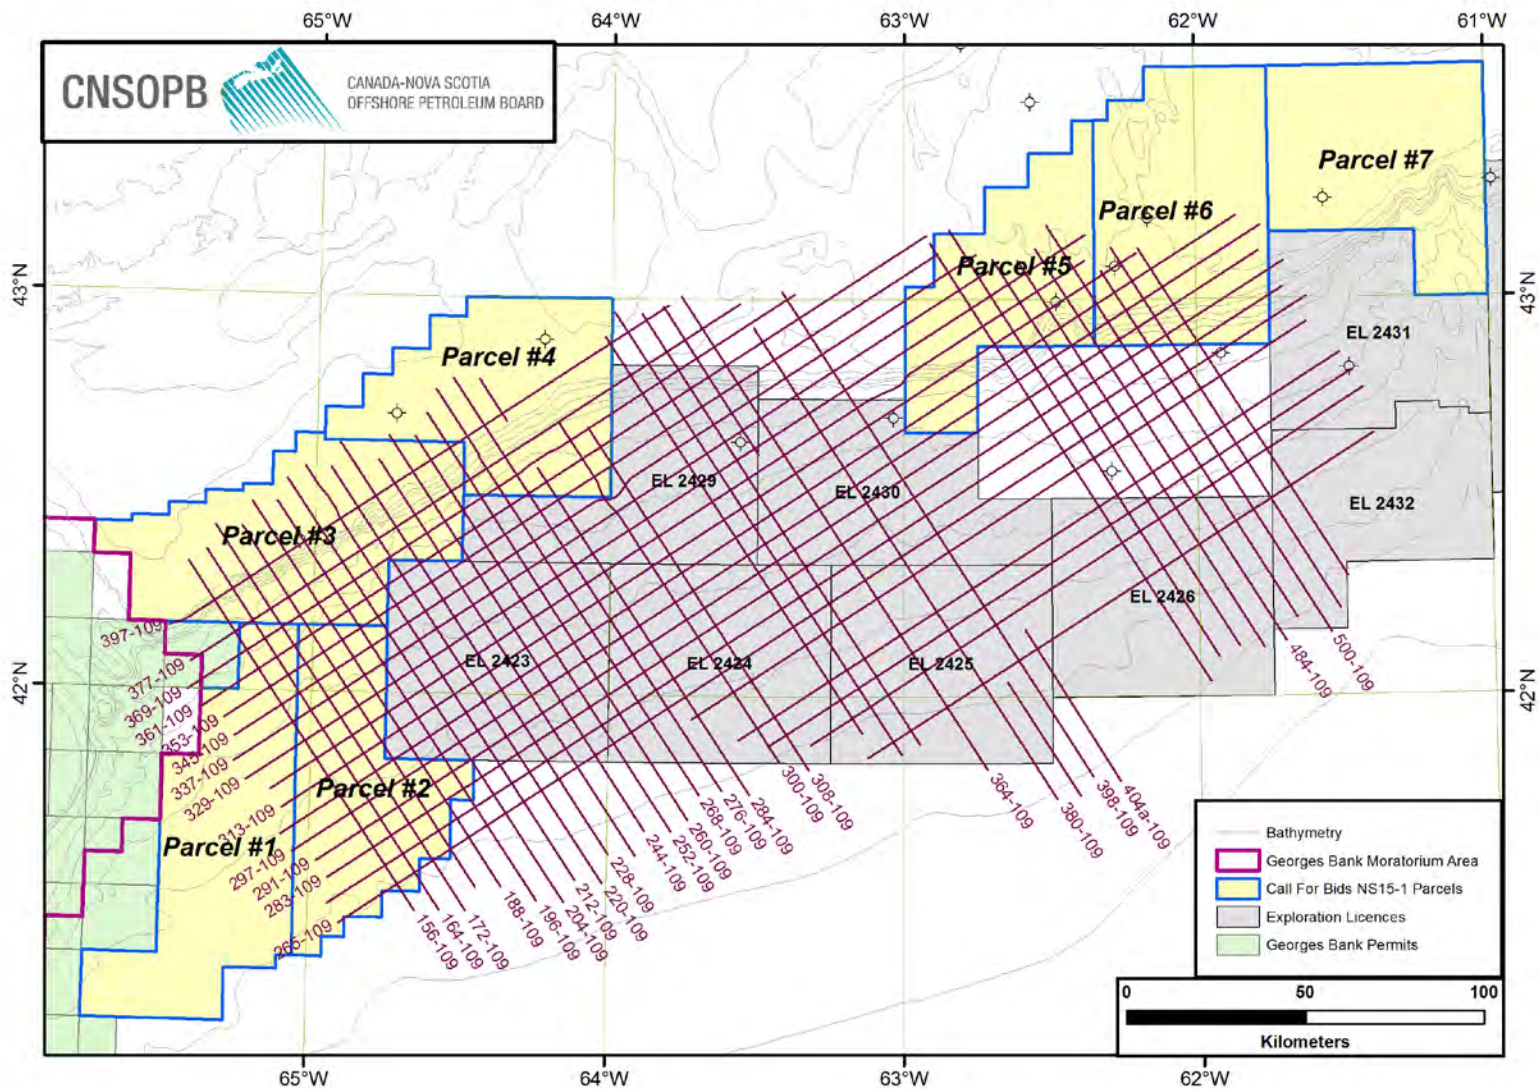 65°W
64°W
63°W
62°W
61°W
CNSOPB
CANADA-NOVA SCOTIA
OFFSHORE PETROLEUM BOARD
Parcel #7
Parcel #6
Parcel #5
43°N
43°N
EL 2431
Parcel #4
EL 2429
EL 2430
EL 2432
Parcel #3
EL 2426
397-109
EL 2423
EL 2424
EL 2425
500-109
484-109
377-109
369-109
361-109
353-109
345-109
337-109
329-109
313-109
42°N
42°N
Parcel #2
Parcel #1
297-109
291-109
283-109
265-109
156-109
164-109
172-109
188-109
196-109
204-109
212-109
220-109
228-109
244-109
252-109
260-109
268-109
276-109
284-109
300-109
308-109
364-109
380-109
398-109
404a-109
Bathymetry
Georges Bank Moratorium Area
Call For Bids NS15-1 Parcels
Exploration Licences
Georges Bank Permits
0
50
100
Kilometers
65°W
64°W
63°W
62°W